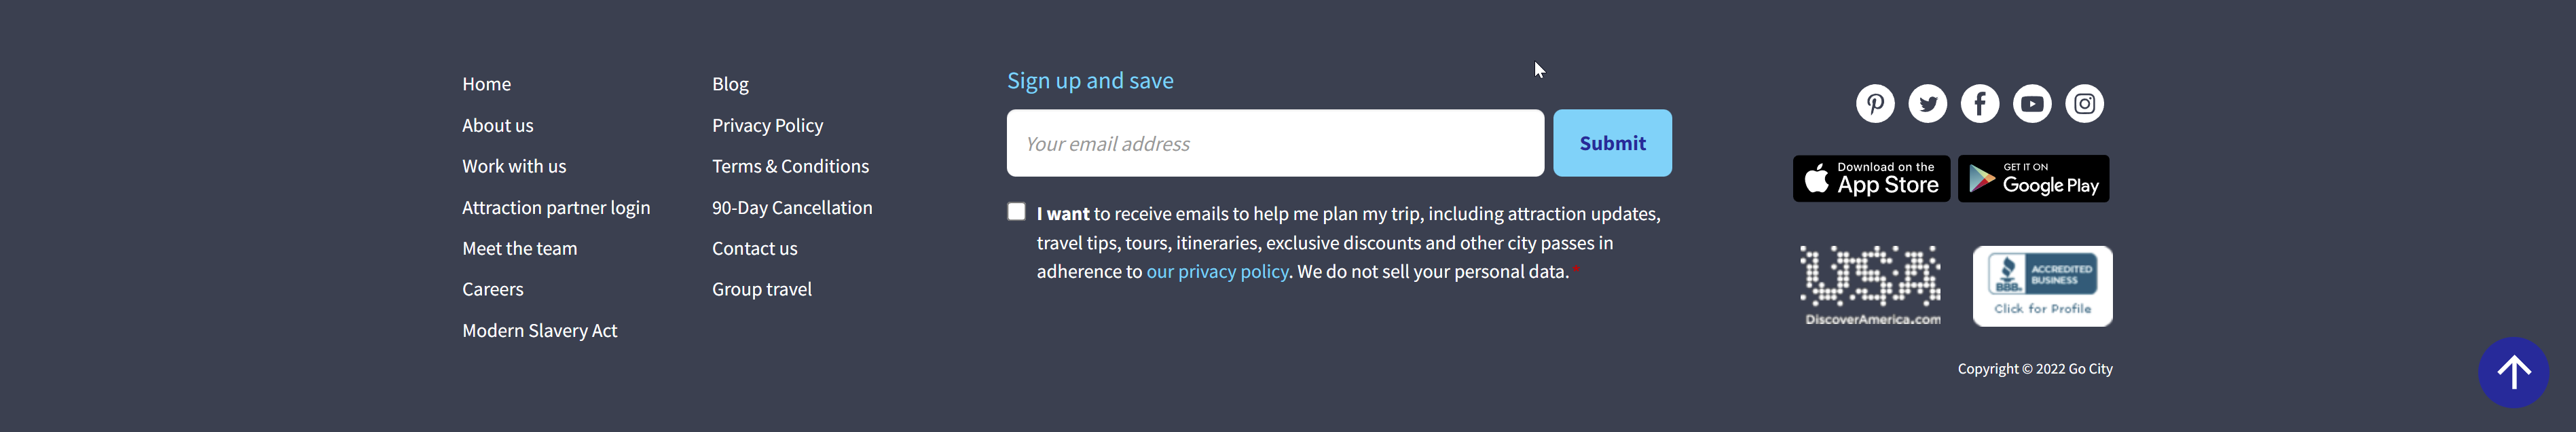 Home
About us
Work with us
Attraction partner login
Meet the team
Careers
Modern Slavery Act
Blog
Privacy Policy
Terms & Conditions
90-Day Cancellation
Contact us
Group travel
Sign up and save
Your email address
Submit
I want to receive emails to help me plan my trip, including attraction updates,
travel tips, tours, itineraries, exclusive discounts and other city passes in
adherence to our privacy policy. We do not sell your personal data. *
Download on the
App Store
GET IT ON
Google Play
USA
DiscoverAmerica.com
BBB
ACCREDITED
BUSINESS
Click for Profile
Copyright © 2022 Go City